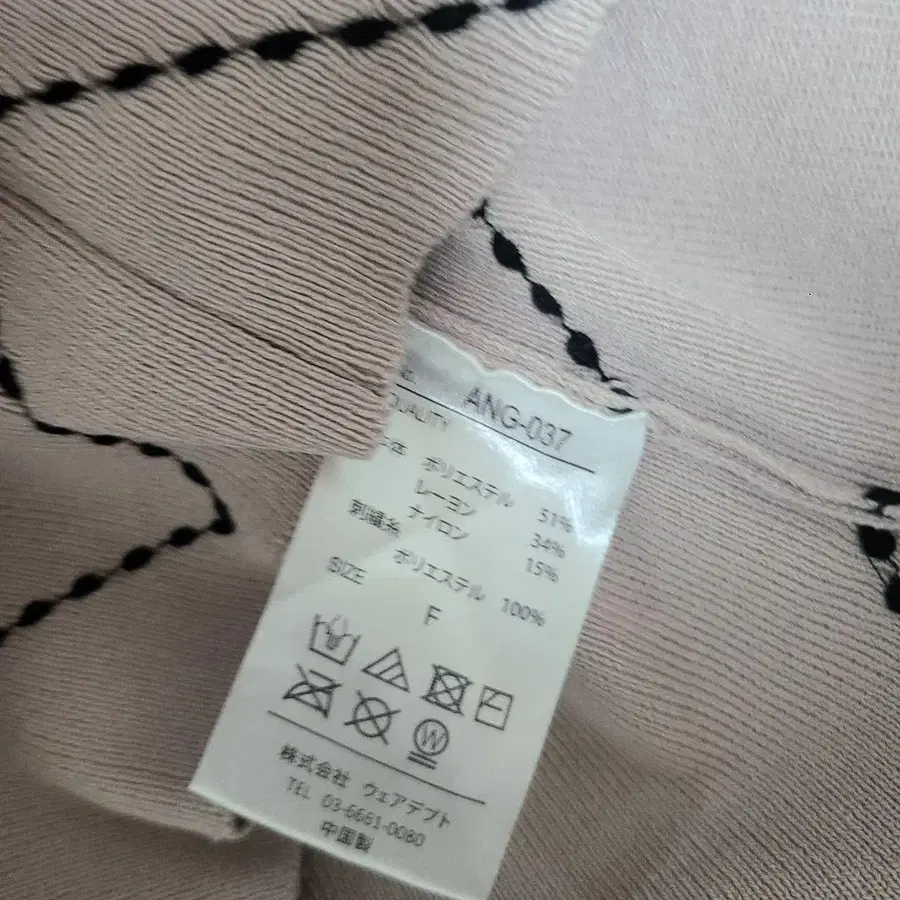 ANG-037
QUALITY
ポリエステル 51%
レーヨン 34%
ナイロン 15%
刺繍糸
ポリエステル 100%
SIZE
F
W
株式会社 ウェアデプト
TEL 03-6661-0080
中国製